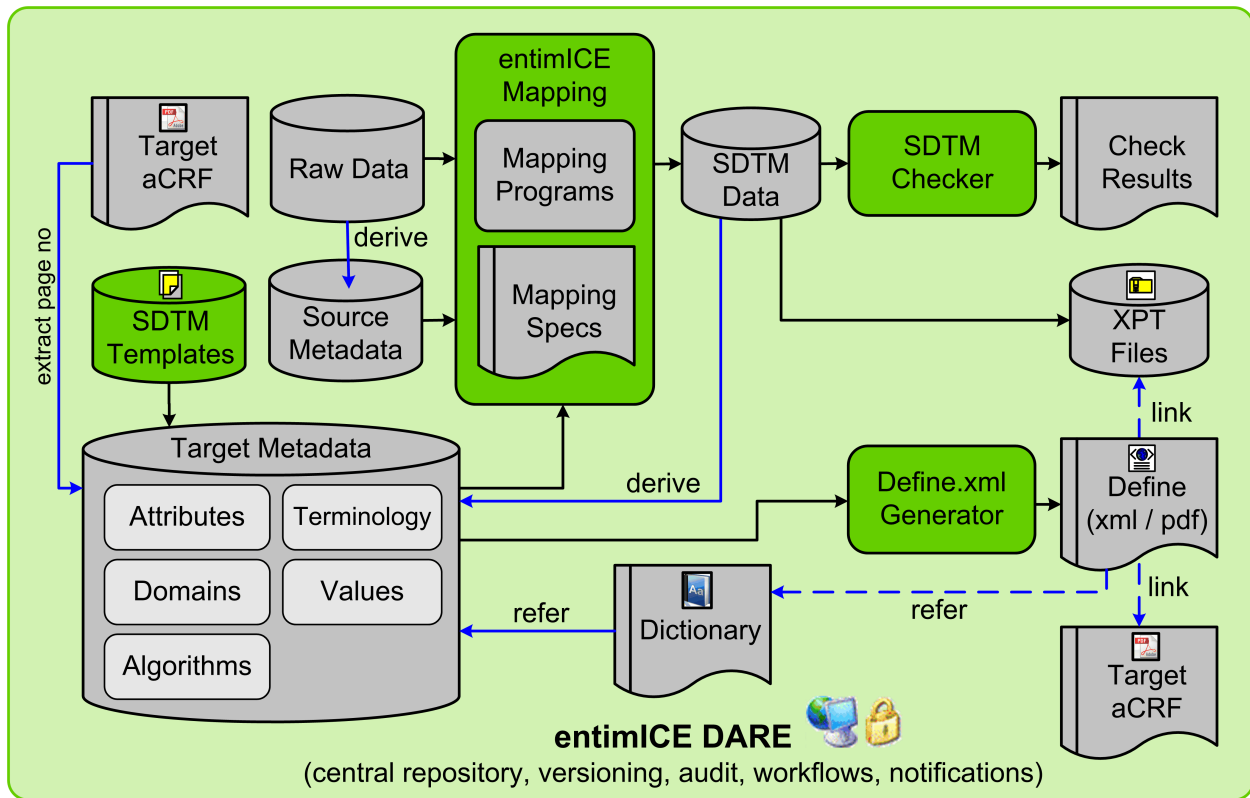 entimICE
Mapping
Target
aCRF
Raw Data
Mapping
Programs
SDTM
Data
SDTM
Checker
Check
Results
extract page no
derive
SDTM
Templates
Source
Metadata
Mapping
Specs
XPT
Files
link
Target Metadata
Attributes
Terminology
Domains
Values
Algorithms
derive
Define.xml
Generator
Define
(xml / pdf)
refer
Aa
Dictionary
refer
link
Target
aCRF
entimICE DARE
(central repository, versioning, audit, workflows, notifications)